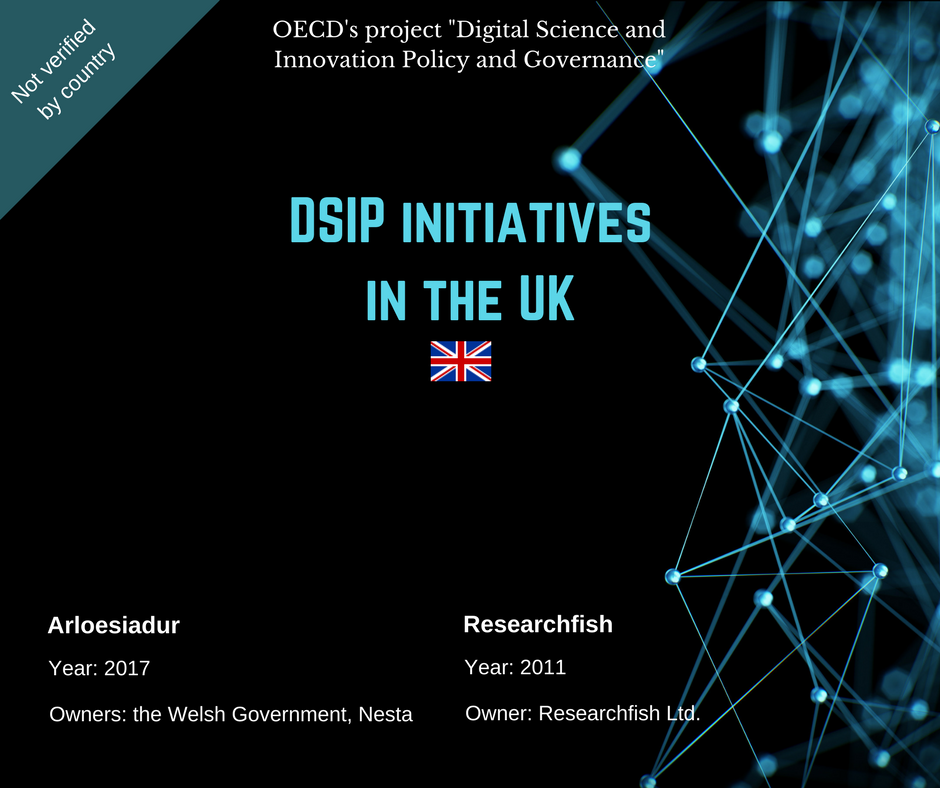 Not verified
by country
OECD's project "Digital Science and
Innovation Policy and Governance"
DSIP INITIATIVES
IN THE UK
Arloesiadur
Year: 2017
Owners: the Welsh Government, Nesta
Researchfish
Year: 2011
Owner: Researchfish Ltd.